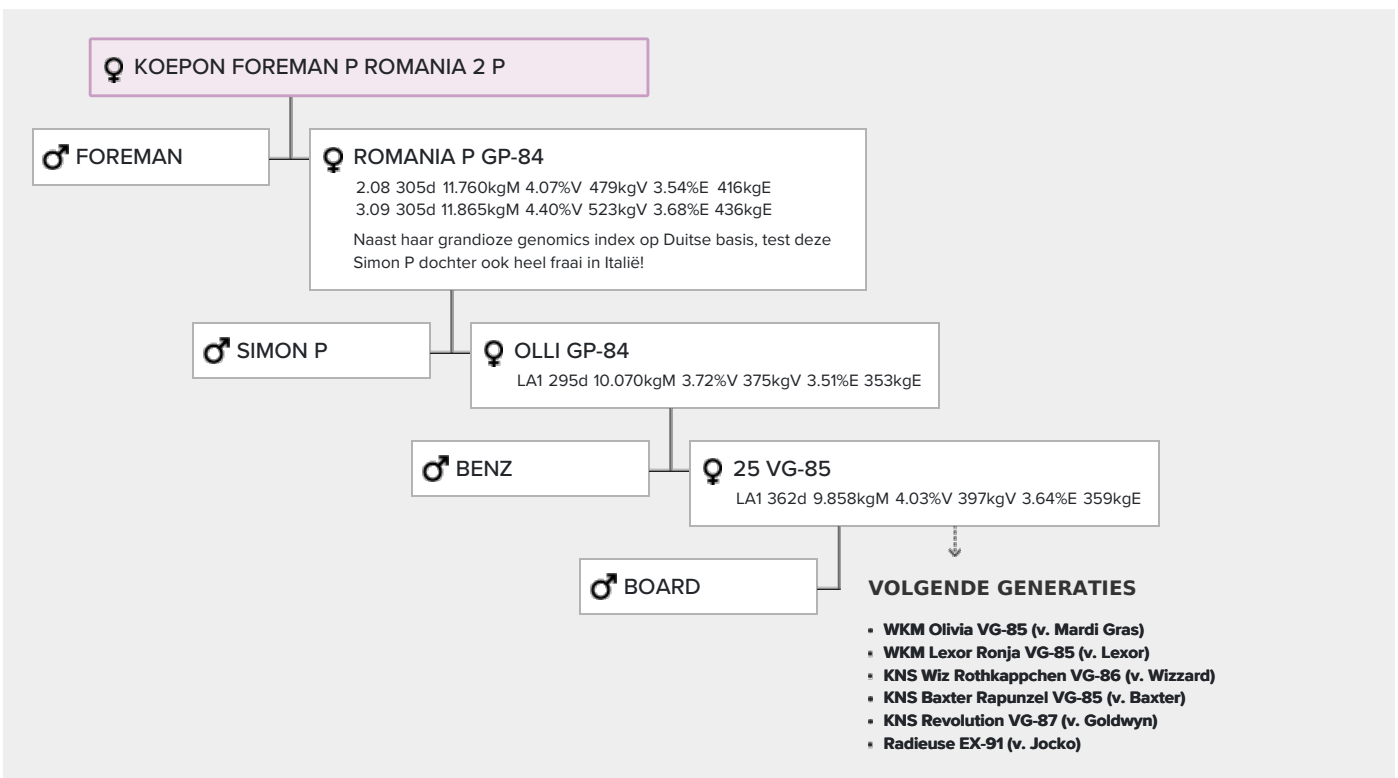 KOEPON FOREMAN P ROMANIA 2 P
FOREMAN
ROMANIA P GP-84
2.08 305d 11.760kgM 4.07%V 479kgV 3.54%E 416kgE
3.09 305d 11.865kgM 4.40%V 523kgV 3.68%E 436kgE
Naast haar grandioze genomics index op Duitse basis, test deze
Simon P dochter ook heel fraai in Italië!
SIMON P
OLLI GP-84
LA1 295d 10.070kgM 3.72%V 375kgV 3.51%E 353kgE
BENZ
25 VG-85
LA1 362d 9.858kgM 4.03%V 397kgV 3.64%E 359kgE
BOARD
VOLGENDE GENERATIES
▪ WKM Olivia VG-85 (v. Mardi Gras)
▪ WKM Lexor Ronja VG-85 (v. Lexor)
▪ KNS Wiz Rothkappchen VG-86 (v. Wizzard)
▪ KNS Baxter Rapunzel VG-85 (v. Baxter)
▪ KNS Revolution VG-87 (v. Goldwyn)
▪ Radieuse EX-91 (v. Jocko)